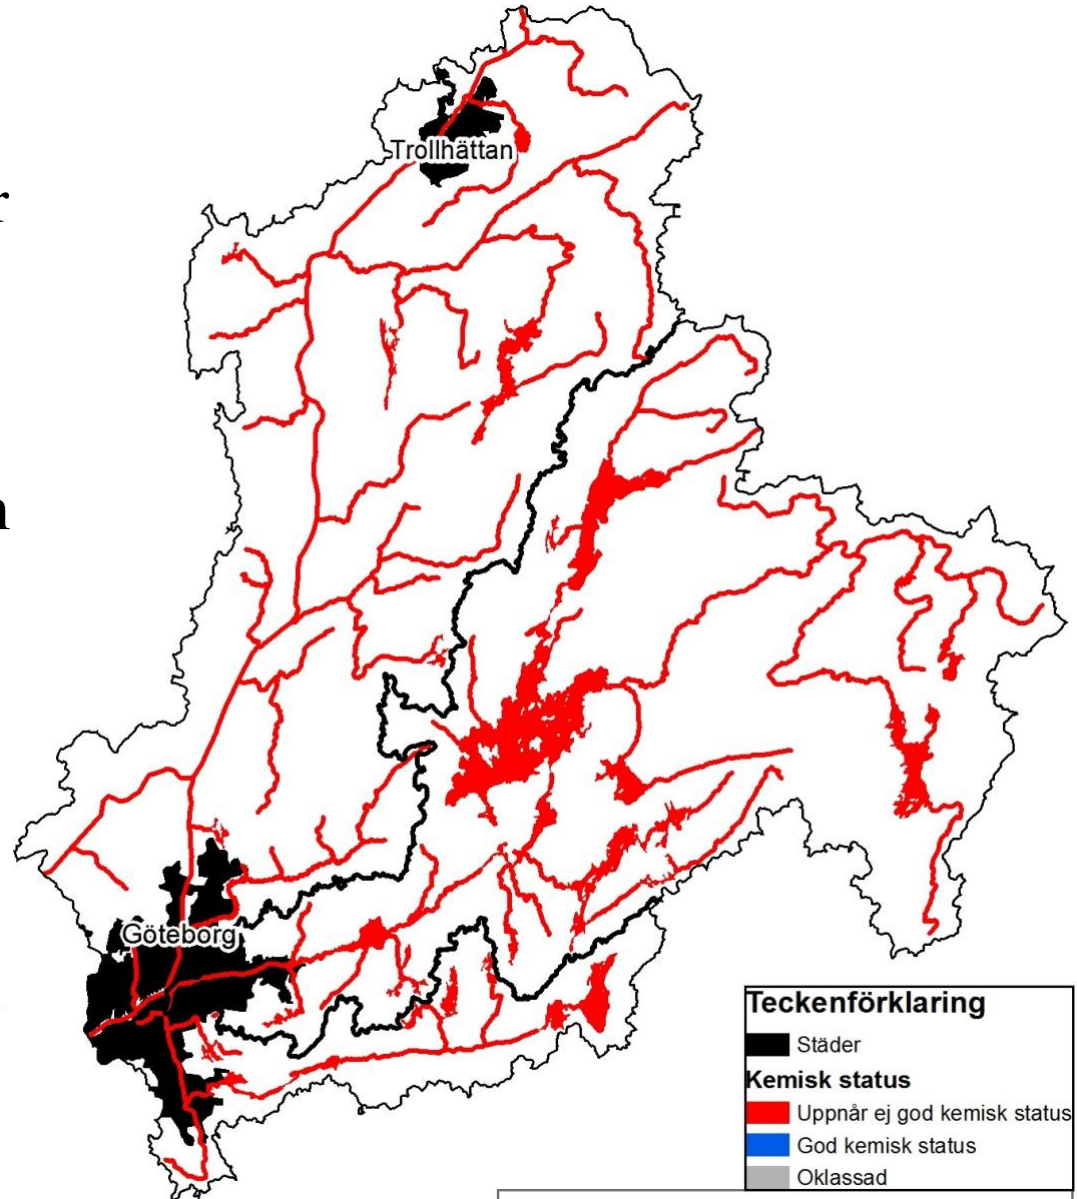 Trollhättan
Göteborg
Teckenförklaring
Städer
Kemisk status
Uppnår ej god kemisk status
God kemisk status
Oklassad